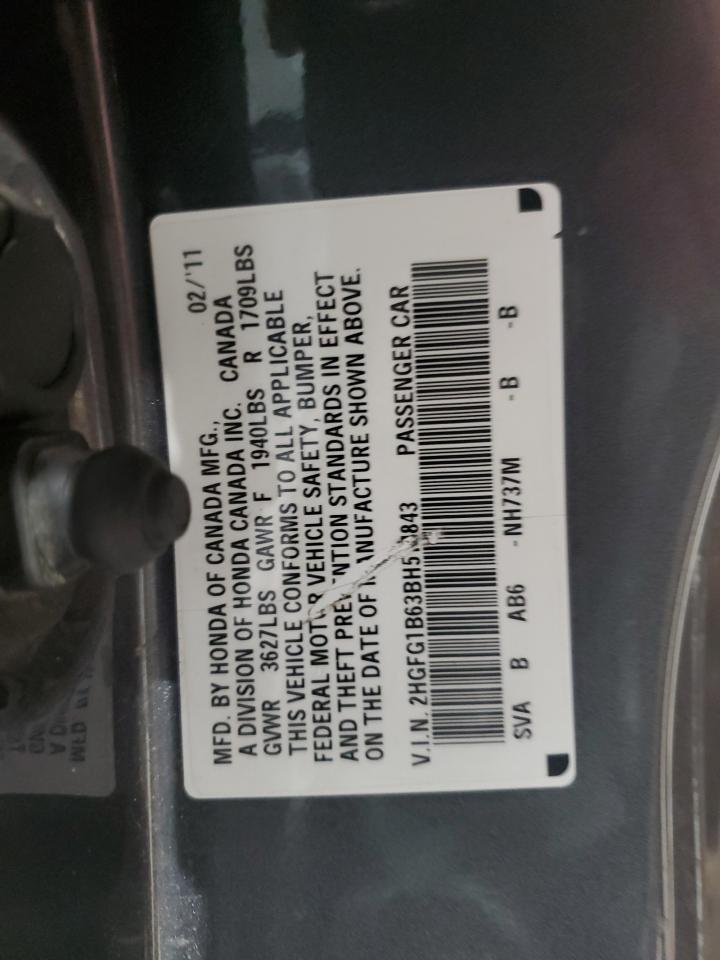 MFD. BY HONDA OF CANADA MFG., 02/'11
A DIVISION OF HONDA CANADA INC. CANADA
GVWR 3627LBS GAWR F 1940LBS R 1709LBS
THIS VEHICLE CONFORMS TO ALL APPLICABLE
FEDERAL MOTOR VEHICLE SAFETY, BUMPER,
AND THEFT PREVENTION STANDARDS IN EFFECT
ON THE DATE OF MANUFACTURE SHOWN ABOVE.
V.I.N. PASSENGER CAR
SVA B AB6 -NH737M -B -B